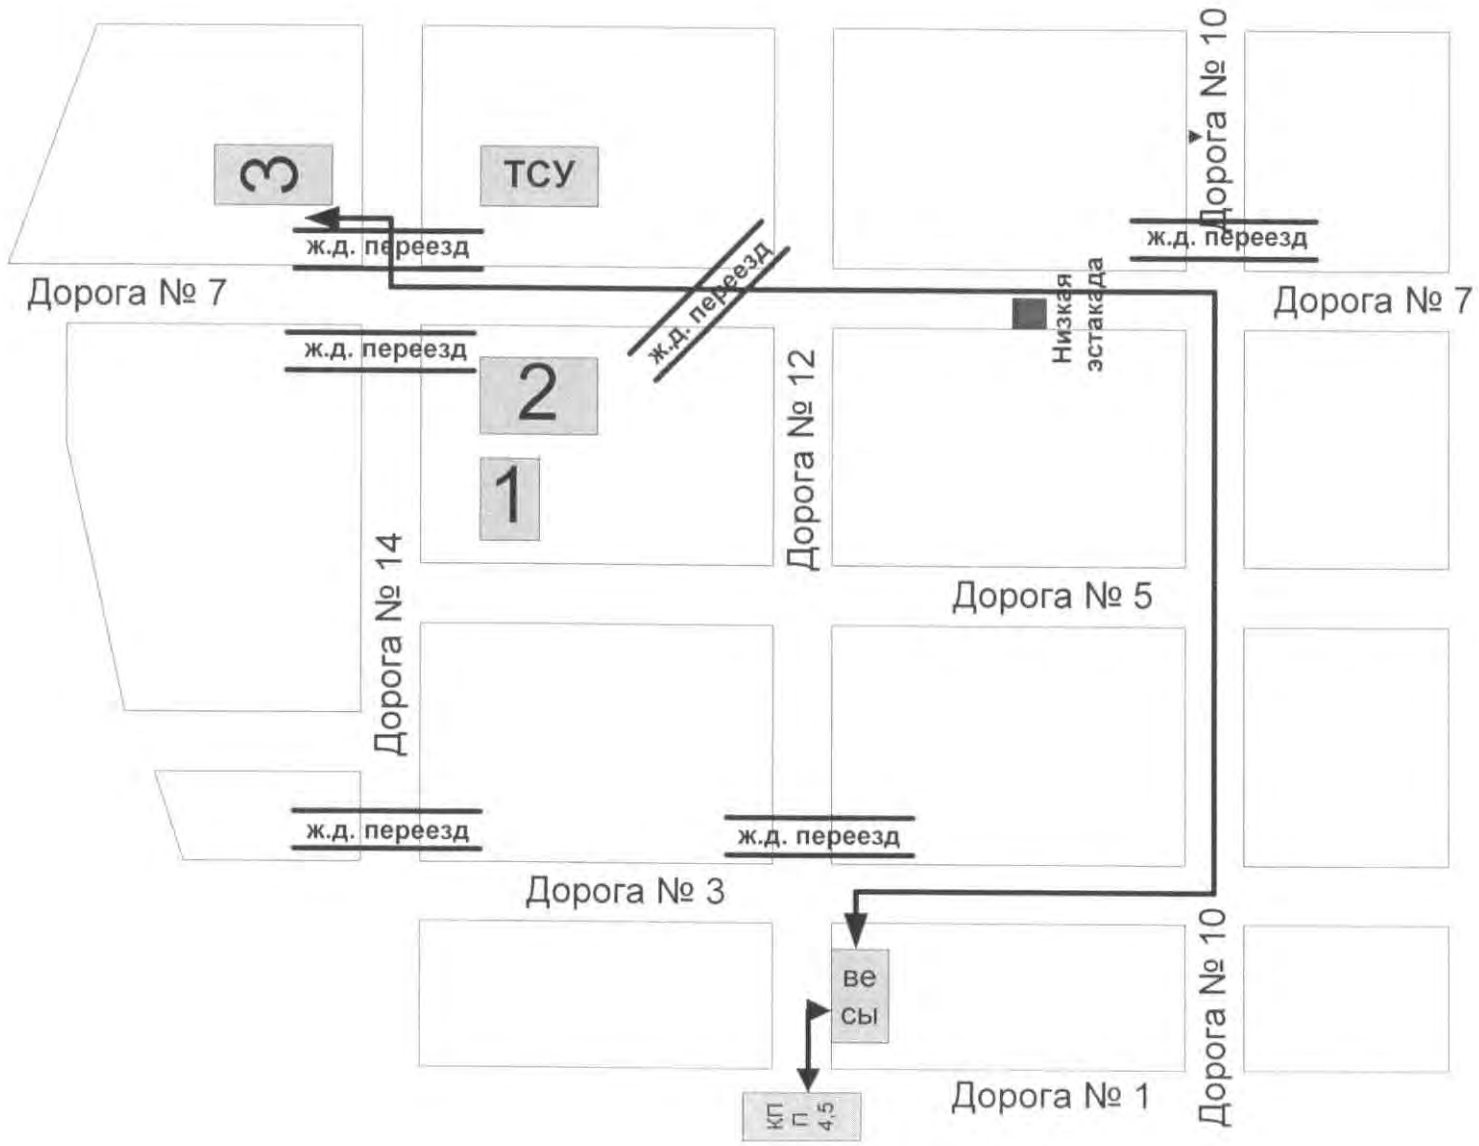 Дорога № 10
3
ТСУ
ж.д. переезд
ж.д. переезд
ж.д. переезд
Дорога № 7
Низкая
эстакада
Дорога № 7
ж.д. переезд
2
Дорога № 12
1
Дорога № 14
Дорога № 5
ж.д. переезд
ж.д. переезд
Дорога № 3
ве
сы
Дорога № 10
Дорога № 1
КП
П
4,5